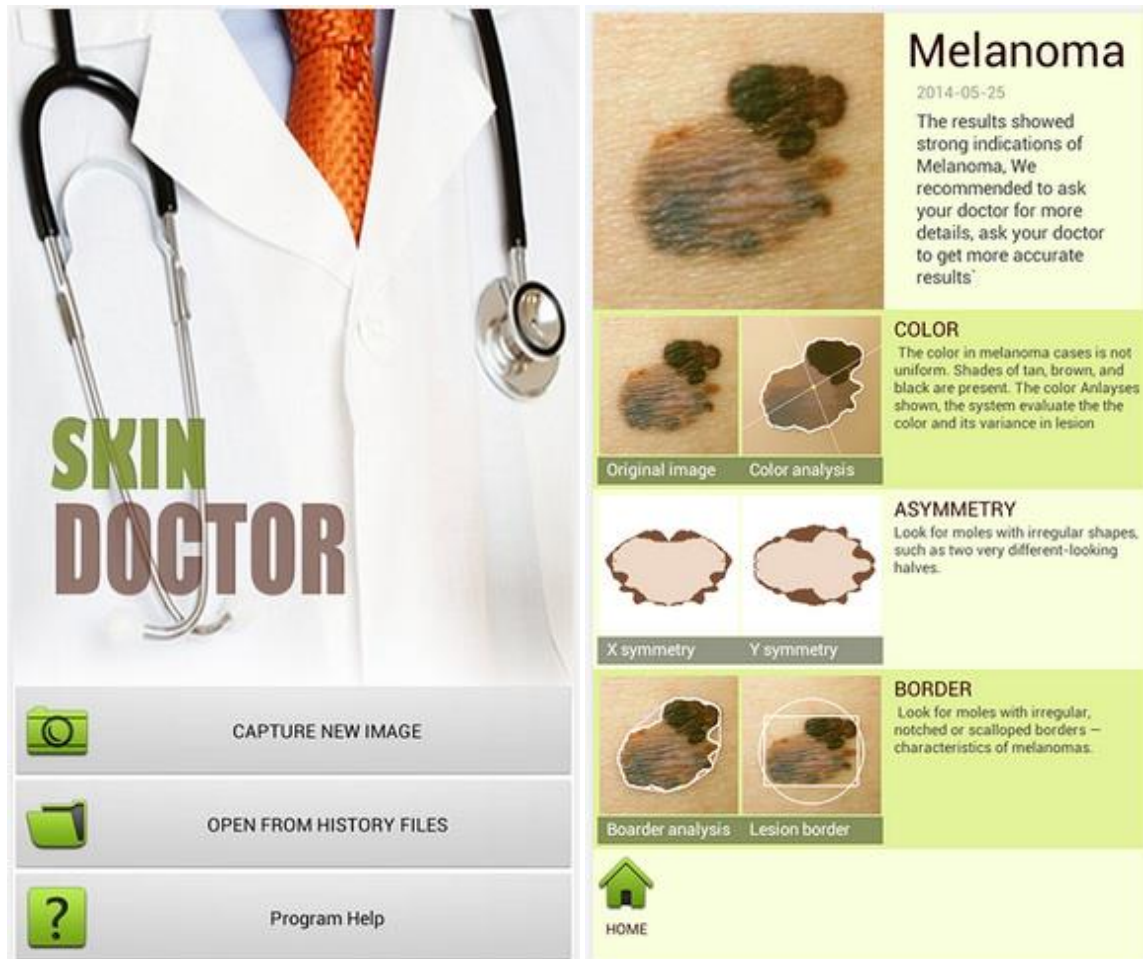 SKIN
DOCTOR
CAPTURE NEW IMAGE
OPEN FROM HISTORY FILES
Program Help
Melanoma
2014-05-25
The results showed
strong indications of
Melanoma, We
recommended to ask
your doctor for more
details, ask your doctor
to get more accurate
results`
Original image
Color analysis
COLOR
The color in melanoma cases is not
uniform. Shades of tan, brown, and
black are present. The color Anlayses
shown, the system evaluate the the
color and its variance in lesion
X symmetry
Y symmetry
ASYMMETRY
Look for moles with irregular shapes,
such as two very different-looking
halves.
Boarder analysis
Lesion border
BORDER
Look for moles with irregular,
notched or scalloped borders —
characteristics of melanomas.
HOME